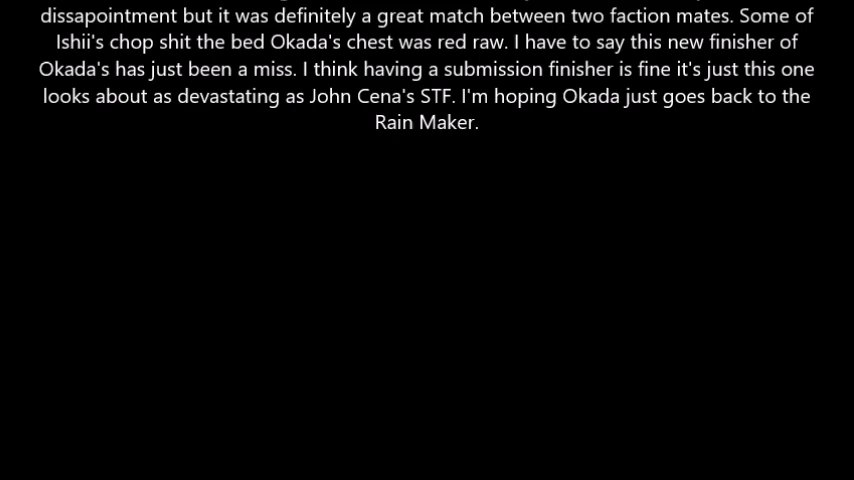 dissapointment but it was definitely a great match between two faction mates. Some of
Ishii's chop shit the bed Okada's chest was red raw. I have to say this new finisher of
Okada's has just been a miss. I think having a submission finisher is fine it's just this one
looks about as devastating as John Cena's STF. I'm hoping Okada just goes back to the
Rain Maker.